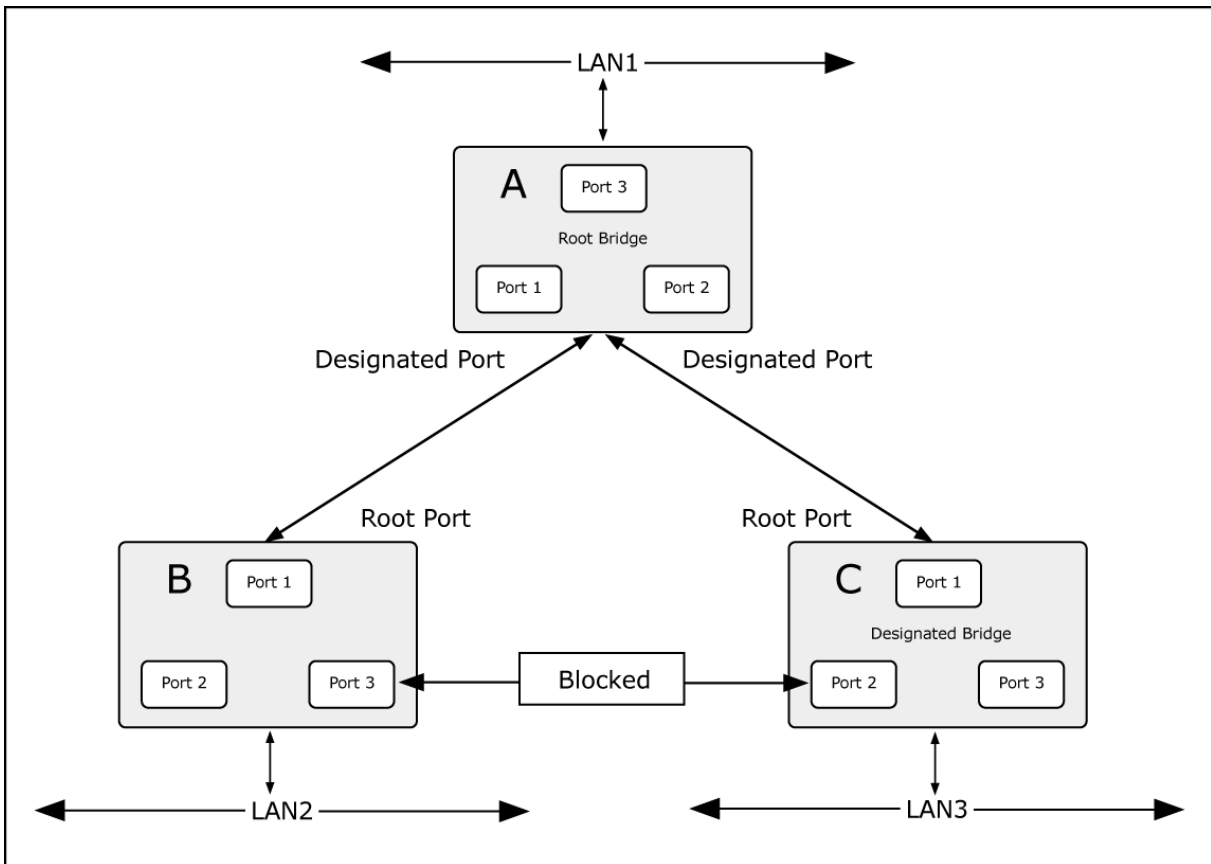 LAN1
A
Port 3
Root Bridge
Port 1
Port 2
Designated Port
Designated Port
Root Port
Root Port
B
Port 1
Port 2
Port 3
Blocked
C
Port 1
Designated Bridge
Port 2
Port 3
LAN2
LAN3